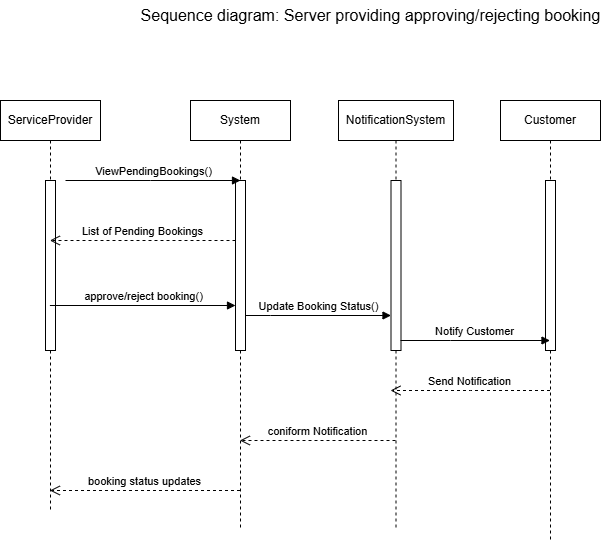 Sequence diagram: Server providing approving/rejecting booking
ServiceProvider
System
NotificationSystem
Customer
ViewPendingBookings()
List of Pending Bookings
approve/reject booking()
Update Booking Status()
Notify Customer
Send Notification
coniform Notification
booking status updates